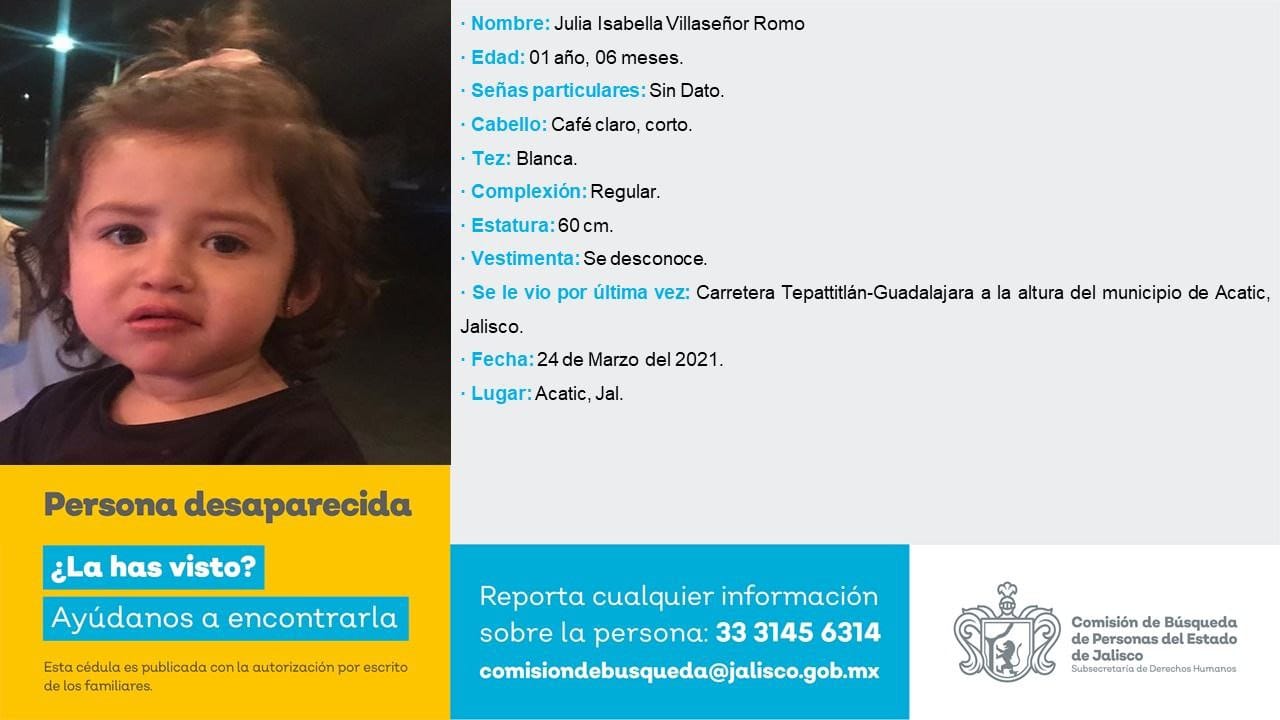 · Nombre: Julia Isabella Villaseñor Romo
· Edad: 01 año, 06 meses.
· Señas particulares: Sin Dato.
· Cabello: Café claro, corto.
· Tez: Blanca.
· Complexión: Regular.
· Estatura: 60 cm.
· Vestimenta: Se desconoce.
· Se le vio por última vez: Carretera Tepattitlán-Guadalajara a la altura del municipio de Acatic,
Jalisco.
· Fecha: 24 de Marzo del 2021.
· Lugar: Acatic, Jal.
Persona desaparecida
¿La has visto?
Ayúdanos a encontrarla
Esta cédula es publicada con la autorización por escrito
de los familiares.
Reporta cualquier información
sobre la persona: 33 3145 6314
comisiondebusqueda@jalisco.gob.mx
Comisión de Búsqueda
de Personas del Estado
de Jalisco
Subsecretaría de Derechos Humanos